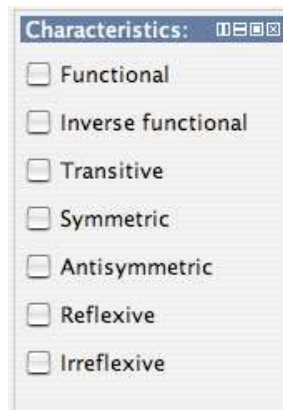 Characteristics:
Functional
Inverse functional
Transitive
Symmetric
Antisymmetric
Reflexive
Irreflexive